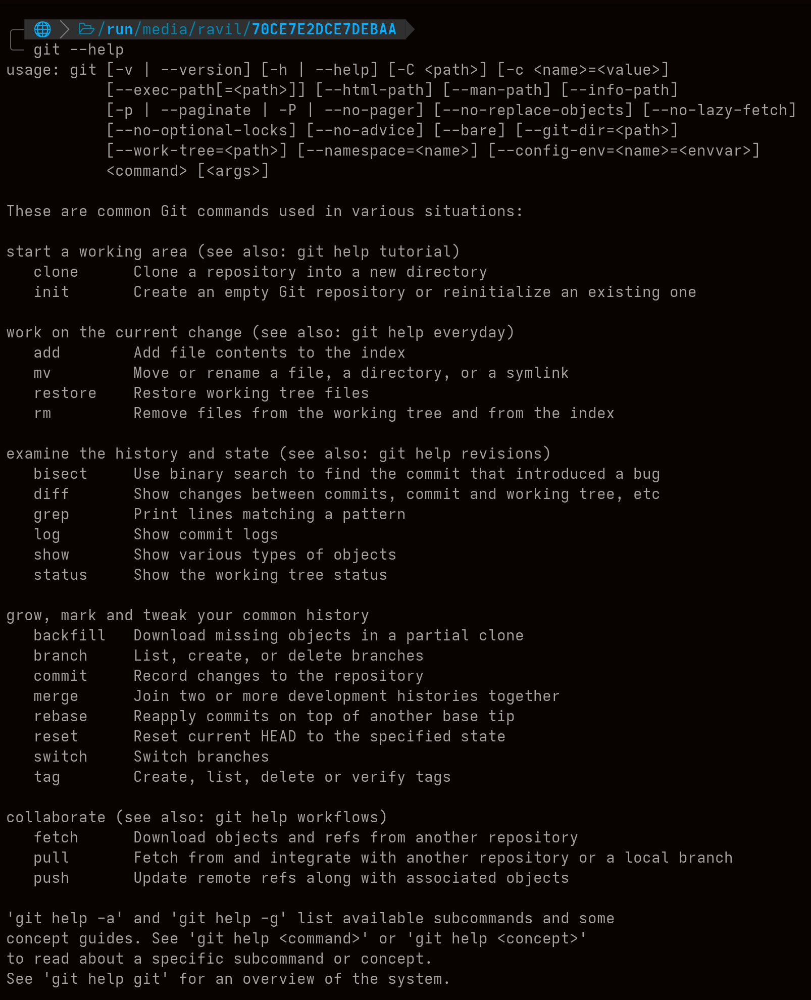 /run/media/ravil/70CE7E2DCE7DEBAA
git --help
usage: git [-v | --version] [-h | --help] [-C <path>] [-c <name>=<value>]
           [--exec-path[=<path>]] [--html-path] [--man-path] [--info-path]
           [-p | --paginate | -P | --no-pager] [--no-replace-objects] [--no-lazy-fetch]
           [--no-optional-locks] [--no-advice] [--bare] [--git-dir=<path>]
           [--work-tree=<path>] [--namespace=<name>] [--config-env=<name>=<envvar>]
           <command> [<args>]

These are common Git commands used in various situations:

start a working area (see also: git help tutorial)
   clone      Clone a repository into a new directory
   init       Create an empty Git repository or reinitialize an existing one

work on the current change (see also: git help everyday)
   add        Add file contents to the index
   mv         Move or rename a file, a directory, or a symlink
   restore    Restore working tree files
   rm         Remove files from the working tree and from the index

examine the history and state (see also: git help revisions)
   bisect     Use binary search to find the commit that introduced a bug
   diff       Show changes between commits, commit and working tree, etc
   grep       Print lines matching a pattern
   log        Show commit logs
   show       Show various types of objects
   status     Show the working tree status

grow, mark and tweak your common history
   backfill   Download missing objects in a partial clone
   branch     List, create, or delete branches
   commit     Record changes to the repository
   merge      Join two or more development histories together
   rebase     Reapply commits on top of another base tip
   reset      Reset current HEAD to the specified state
   switch     Switch branches
   tag        Create, list, delete or verify tags

collaborate (see also: git help workflows)
   fetch      Download objects and refs from another repository
   pull       Fetch from and integrate with another repository or a local branch
   push       Update remote refs along with associated objects

'git help -a' and 'git help -g' list available subcommands and some
concept guides. See 'git help <command>' or 'git help <concept>'
to read about a specific subcommand or concept.
See 'git help git' for an overview of the system.